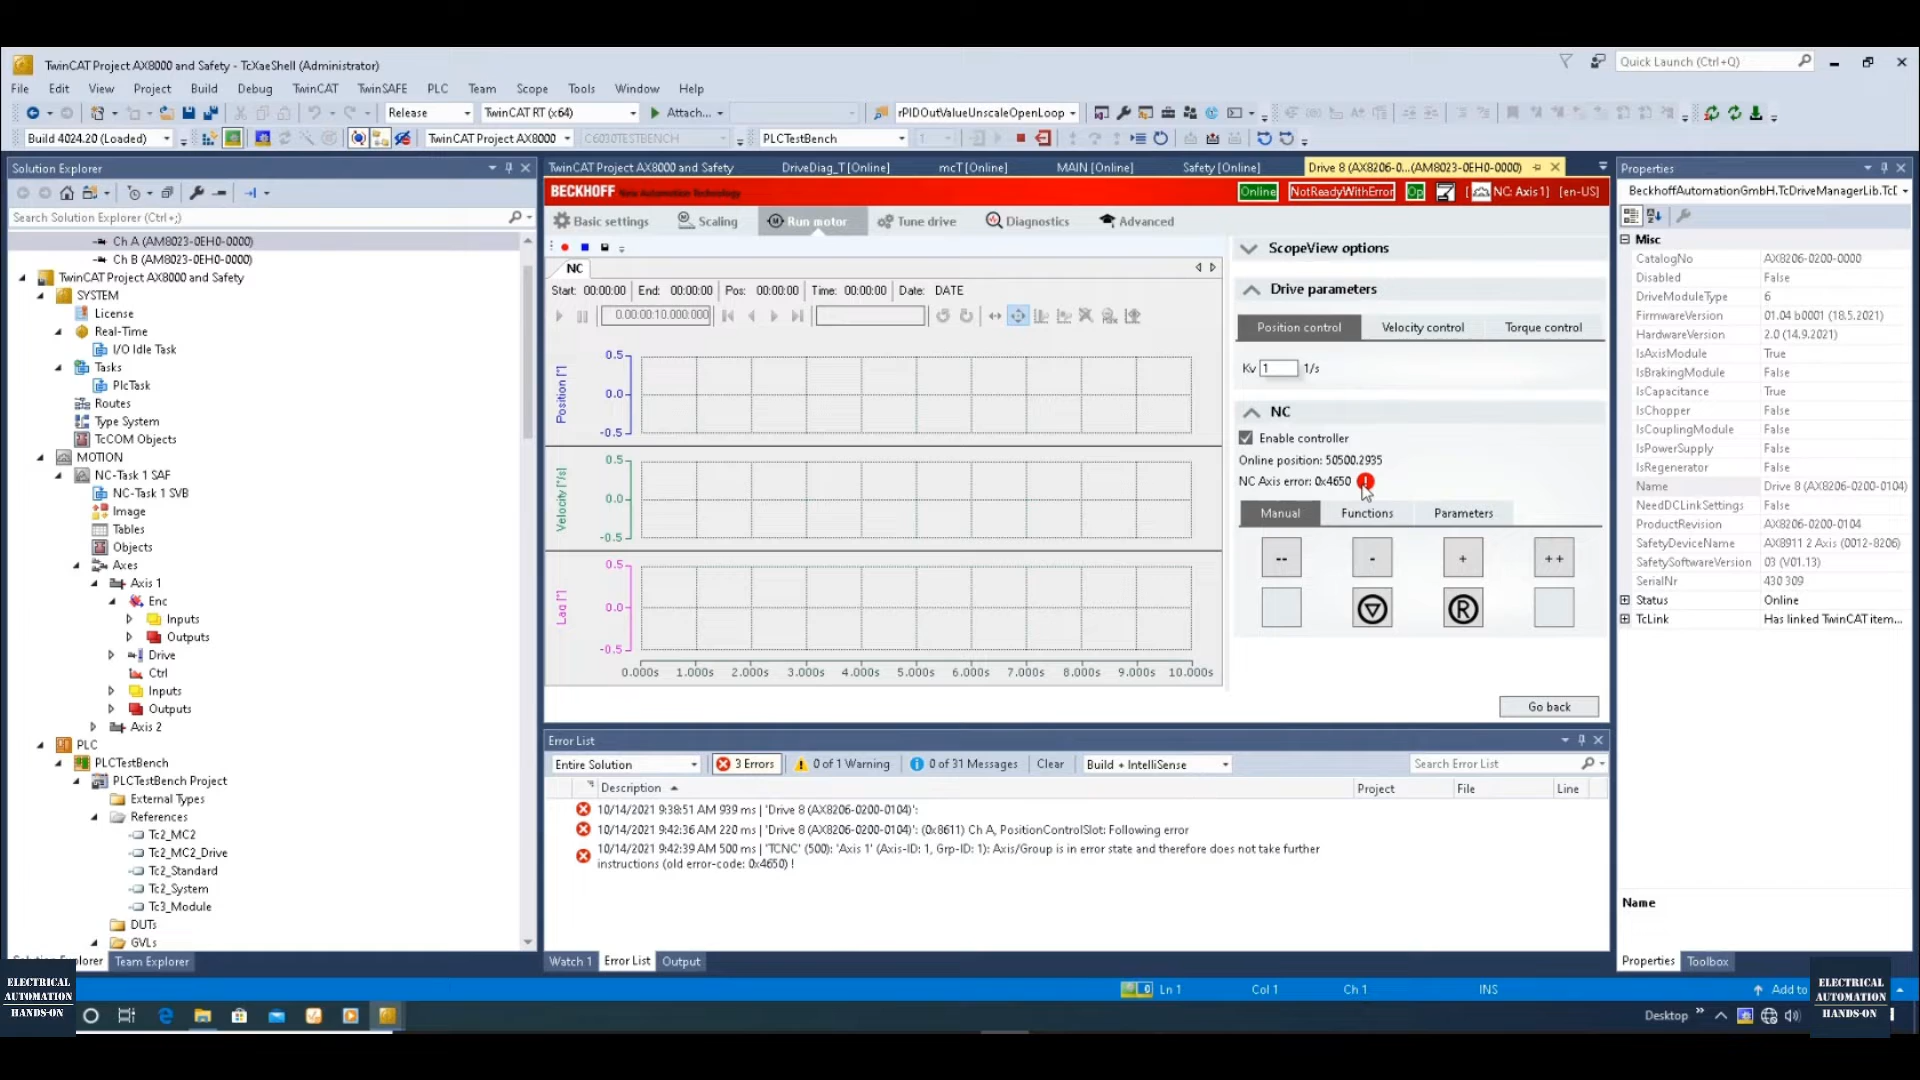 TwinCAT Project AX8000 and Safety - TcXaeShell (Administrator)
Quick Launch (Ctrl+Q)
File Edit View Project Build Debug TwinCAT TwinSAFE PLC Team Scope Tools Window Help
Release TwinCAT RT (x64) Attach... rPIDOutValueUnscaleOpenLoop
Build 4024.20 (Loaded) TwinCAT Project AX8000 C6030TESTBENCH PLCTestBench 1
Solution Explorer
Search Solution Explorer (Ctrl+;)
Ch A (AM8023-0EH0-0000)
Ch B (AM8023-0EH0-0000)
TwinCAT Project AX8000 and Safety
SYSTEM
License
Real-Time
I/O Idle Task
Tasks
PlcTask
Routes
Type System
TcCOM Objects
MOTION
NC-Task 1 SAF
NC-Task 1 SVB
Image
Tables
Objects
Axes
Axis 1
Enc
Inputs
Outputs
Drive
Ctrl
Inputs
Outputs
Axis 2
PLC
PLCTestBench
PLCTestBench Project
External Types
References
Tc2_MC2
Tc2_MC2_Drive
Tc2_Standard
Tc2_System
Tc3_Module
DUTs
GVLs
Team Explorer
TwinCAT Project AX8000 and Safety DriveDiag_T [Online] mcT [Online] MAIN [Online] Safety [Online] Drive 8 (AX8206-0...(AM8023-0EH0-0000)
BECKHOFF New Automation Technology Online NotReadyWithError Op [ NC: Axis1] [en-US]
Basic settings Scaling Run motor Tune drive Diagnostics Advanced
NC
Start: 00:00:00 End: 00:00:00 Pos: 00:00:00 Time: 00:00:00 Date: DATE
0.00:00:10.000:000
Position [°]
0.5
0.0
-0.5
Velocity [°/s]
0.5
0.0
-0.5
Lag [°]
0.5
0.0
-0.5
0.000s 1.000s 2.000s 3.000s 4.000s 5.000s 6.000s 7.000s 8.000s 9.000s 10.000s
ScopeView options
Drive parameters
Position control Velocity control Torque control
Kv 1 1/s
NC
Enable controller
Online position: 50500.2935
NC Axis error: 0x4650
Manual Functions Parameters
-- - + ++
R
Go back
Error List
Entire Solution 3 Errors 0 of 1 Warning 0 of 31 Messages Clear Build + IntelliSense Search Error List
Description Project File Line
10/14/2021 9:38:51 AM 939 ms | 'Drive 8 (AX8206-0200-0104)':
10/14/2021 9:42:36 AM 220 ms | 'Drive 8 (AX8206-0200-0104)': (0x8611) Ch A, PositionControlSlot: Following error
10/14/2021 9:42:39 AM 500 ms | 'TCNC' (500): 'Axis 1' (Axis-ID: 1, Grp-ID: 1): Axis/Group is in error state and therefore does not take further
instructions (old error-code: 0x4650) !
Watch 1 Error List Output
Properties
BeckhoffAutomationGmbH.TcDriveManagerLib.TcD
Misc
CatalogNo AX8206-0200-0000
Disabled False
DriveModuleType 6
FirmwareVersion 01.04 b0001 (18.5.2021)
HardwareVersion 2.0 (14.9.2021)
IsAxisModule True
IsBrakingModule False
IsCapacitance True
IsChopper False
IsCouplingModule False
IsPowerSupply False
IsRegenerator False
Name Drive 8 (AX8206-0200-0104)
NeedDCLinkSettings False
ProductRevision AX8206-0200-0104
SafetyDeviceName AX8911 2 Axis (0012-8206)
SafetySoftwareVersion 03 (V01.13)
SerialNr 430 309
Status Online
TcLink Has linked TwinCAT item...
Name
Properties Toolbox
Ln 1 Col 1 Ch 1 INS Add to
Desktop
ELECTRICAL
AUTOMATION
HANDS-ON
ELECTRICAL
AUTOMATION
HANDS-ON